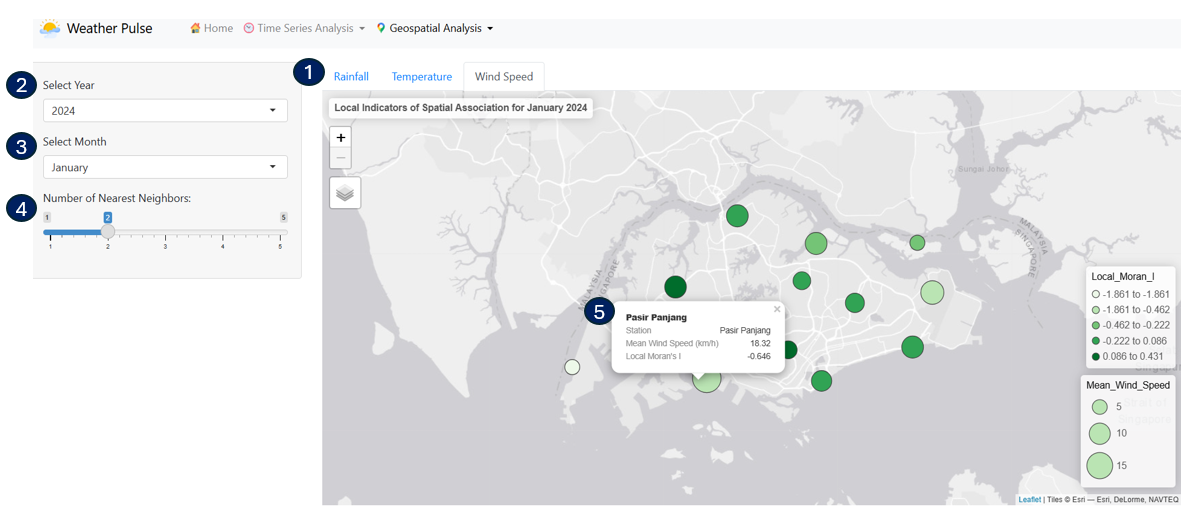 Weather Pulse
Home
Time Series Analysis
Geospatial Analysis
1
Rainfall
Temperature
Wind Speed
2
Select Year
2024
3
Select Month
January
4
Number of Nearest Neighbors:
1
2
5
1
2
3
4
5
Local Indicators of Spatial Association for January 2024
+
−
Sungai Johor
MALAYSIA
SINGAPORE
MALAYSIA
SINGAPORE
5
Pasir Panjang
×
Station Pasir Panjang
Mean Wind Speed (km/h) 18.32
Local Moran's I -0.646
Local_Moran_I
-1.861 to -1.861
-1.861 to -0.462
-0.462 to -0.222
-0.222 to 0.086
0.086 to 0.431
Mean_Wind_Speed
5
10
15
Leaflet | Tiles © Esri — Esri, DeLorme, NAVTEQ